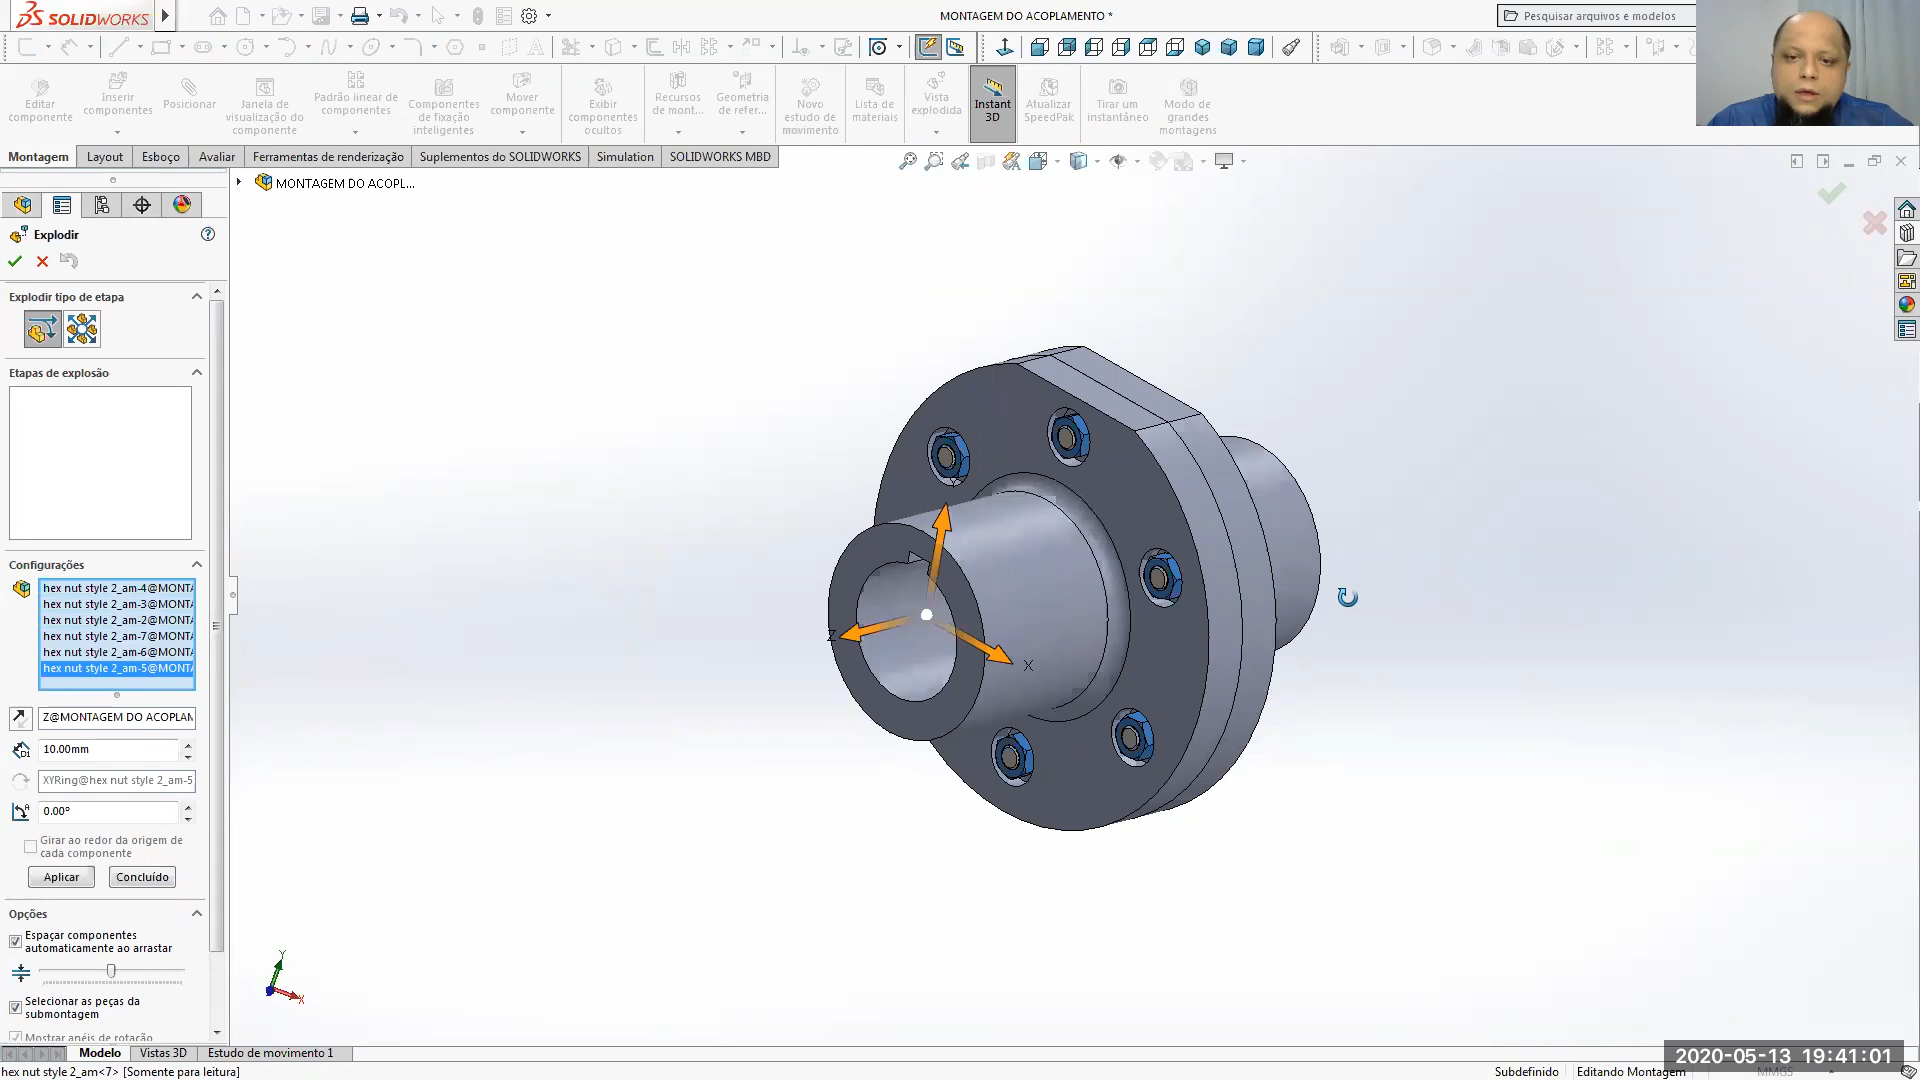 SOLIDWORKS
MONTAGEM DO ACOPLAMENTO *
Pesquisar arquivos e modelos
Editar
componente
Inserir
componentes
Posicionar
Janela de
visualização do
componente
Padrão linear de
componentes
Componentes
de fixação
inteligentes
Mover
componente
Exibir
componentes
ocultos
Recursos
de mont...
Geometria
de refer...
Novo
estudo de
movimento
Lista de
materiais
Vista
explodida
Instant
3D
Atualizar
SpeedPak
Tirar um
instantâneo
Modo de
grandes
montagens
Montagem
Layout
Esboço
Avaliar
Ferramentas de renderização
Suplementos do SOLIDWORKS
Simulation
SOLIDWORKS MBD
MONTAGEM DO ACOPL...
Explodir
Explodir tipo de etapa
Etapas de explosão
Configurações
hex nut style 2_am-4@MONTA
hex nut style 2_am-3@MONTA
hex nut style 2_am-2@MONTA
hex nut style 2_am-7@MONTA
hex nut style 2_am-6@MONTA
hex nut style 2_am-5@MONTA
Z@MONTAGEM DO ACOPLAM
10.00mm
XYRing@hex nut style 2_am-5
0.00°
Girar ao redor da origem de
cada componente
Aplicar
Concluído
Opções
Espaçar componentes
automaticamente ao arrastar
Selecionar as peças da
submontagem
Mostrar anéis de rotação
Y
Z
X
Y
X
Modelo
Vistas 3D
Estudo de movimento 1
2020-05-13 19:41:01
hex nut style 2_am<7> [Somente para leitura]
Subdefinido
Editando Montagem
MMGS